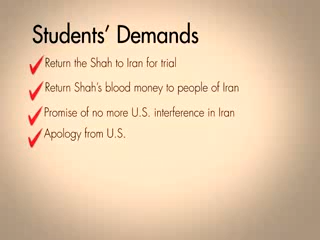 Students' Demands
Return the Shah to Iran for trial
Return Shah's blood money to people of Iran
Promise of no more U.S. interference in Iran
Apology from U.S.